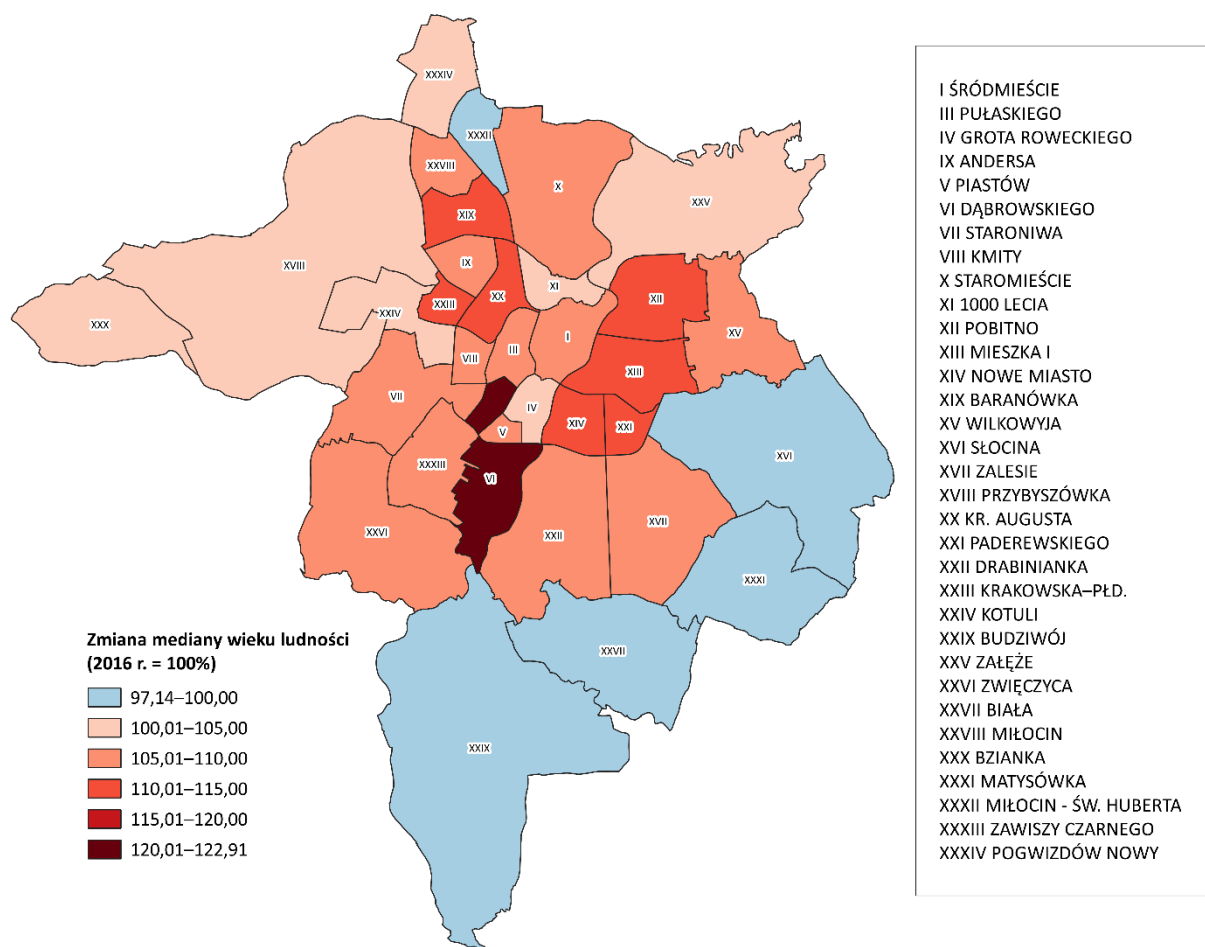 XXXIV
XXXII
XXVIII
X
XXV
XIX
IX
XVIII
XI
XII
XX
XXIII
XXIV
XXX
XV
I
III
VIII
XIII
VII
IV
XIV
XXI
V
XVI
XXXIII
VI
XVII
XXVI
XXII
XXXI
XXVII
XXIX
Zmiana mediany wieku ludności
(2016 r. = 100%)
97,14–100,00
100,01–105,00
105,01–110,00
110,01–115,00
115,01–120,00
120,01–122,91
I ŚRÓDMIEŚCIE
III PUŁASKIEGO
IV GROTA ROWECKIEGO
IX ANDERSA
V PIASTÓW
VI DĄBROWSKIEGO
VII STARONIWA
VIII KMITY
X STAROMIEŚCIE
XI 1000 LECIA
XII POBITNO
XIII MIESZKA I
XIV NOWE MIASTO
XIX BARANÓWKA
XV WILKOWYJA
XVI SŁOCINA
XVII ZALESIE
XVIII PRZYBYSZÓWKA
XX KR. AUGUSTA
XXI PADEREWSKIEGO
XXII DRABINIANKA
XXIII KRAKOWSKA–PŁD.
XXIV KOTULI
XXIX BUDZIWÓJ
XXV ZAŁĘŻE
XXVI ZWIĘCZYCA
XXVII BIAŁA
XXVIII MIŁOCIN
XXX BZIANKA
XXXI MATYSÓWKA
XXXII MIŁOCIN - ŚW. HUBERTA
XXXIII ZAWISZY CZARNEGO
XXXIV POGWIZDÓW NOWY